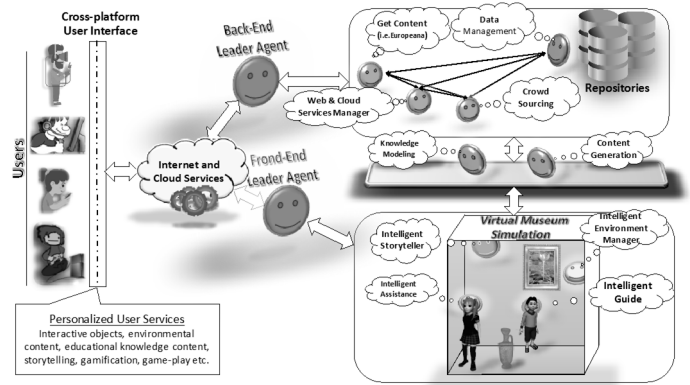 Cross-platform
User Interface
Users
Back-End
Leader Agent
Get Content
(i.e.Europeana)
Data
Management
Repositories
Web & Cloud
Services Manager
Crowd
Sourcing
Internet and
Cloud Services
Frond-End
Leader Agent
Knowledge
Modeling
Content
Generation
Virtual Museum
Simulation
Intelligent
Storyteller
Intelligent
Environment
Manager
Intelligent
Assistance
Intelligent
Guide
Personalized User Services
Interactive objects, environmental
content, educational knowledge content,
storytelling, gamification, game-play etc.